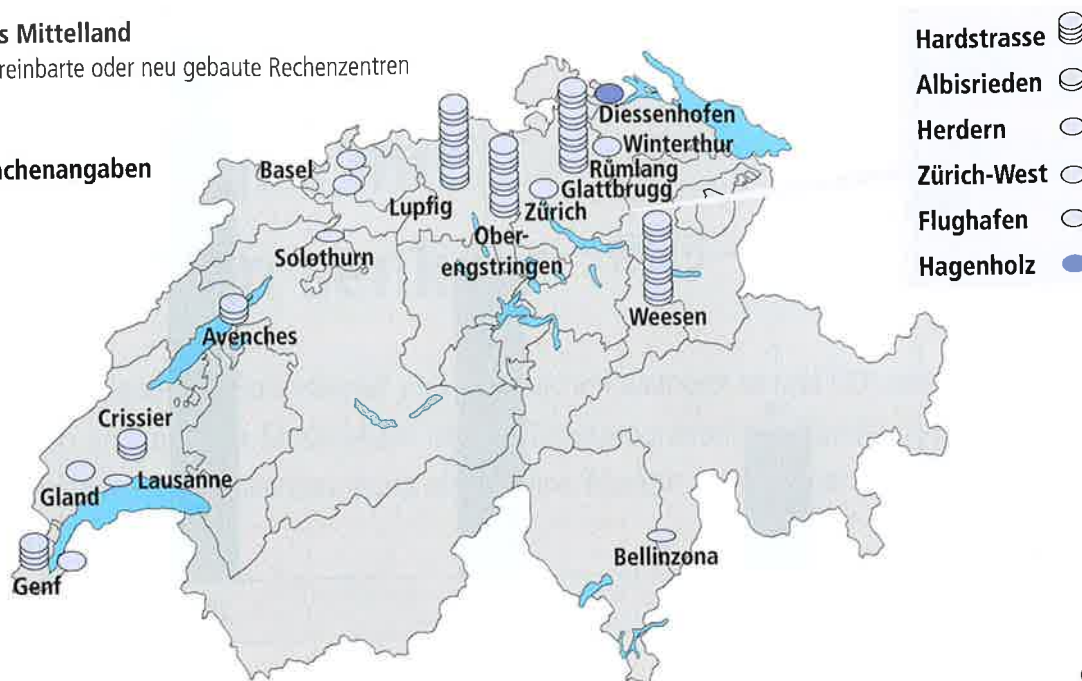 s Mittelland
reinbarte oder neu gebaute Rechenzentren
achenangaben
Hardstrasse
Albisrieden
Herdern
Zürich-West
Flughafen
Hagenholz
Diessenhofen
Winterthur
Rümlang
Glattbrugg
Basel
Lupfig
Zürich
Ober-
engstringen
Solothurn
Weesen
Avenches
Crissier
Lausanne
Gland
Genf
Bellinzona